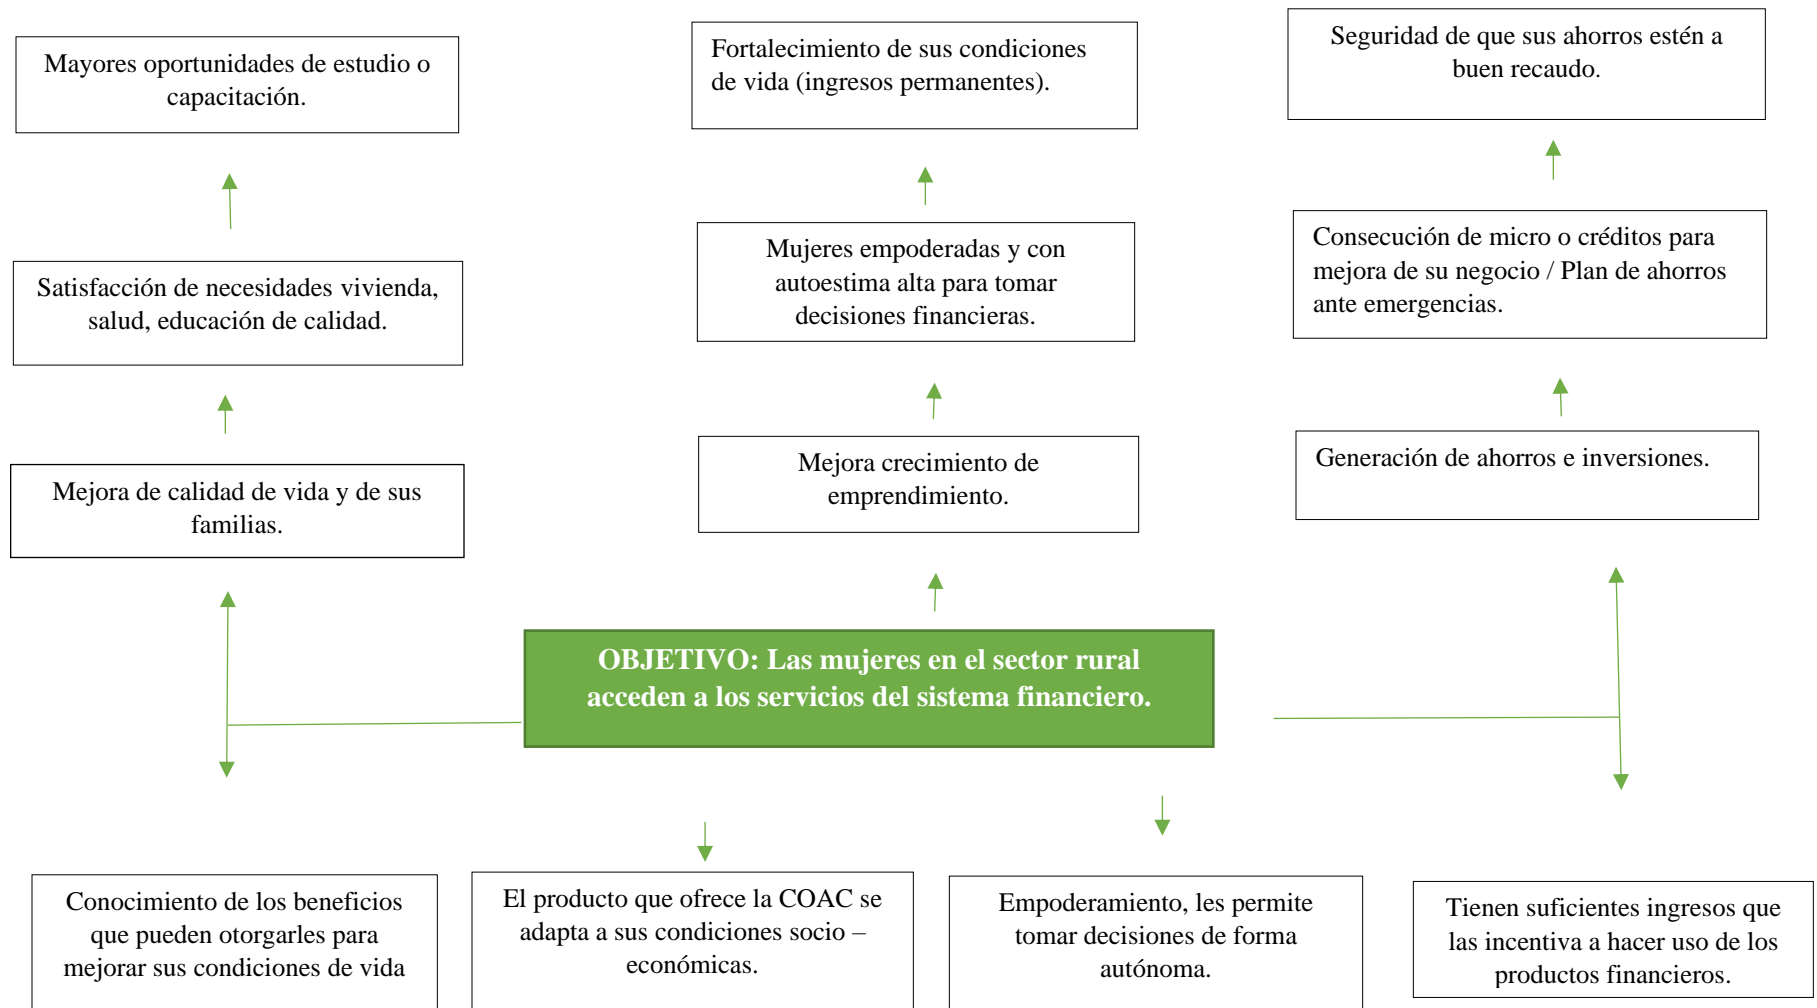 Mayores oportunidades de estudio o
capacitación.
Fortalecimiento de sus condiciones
de vida (ingresos permanentes).
Seguridad de que sus ahorros estén a
buen recaudo.
Satisfacción de necesidades vivienda,
salud, educación de calidad.
Mujeres empoderadas y con
autoestima alta para tomar
decisiones financieras.
Consecución de micro o créditos para
mejora de su negocio / Plan de ahorros
ante emergencias.
Mejora de calidad de vida y de sus
familias.
Mejora crecimiento de
emprendimiento.
Generación de ahorros e inversiones.
OBJETIVO: Las mujeres en el sector rural
acceden a los servicios del sistema financiero.
Conocimiento de los beneficios
que pueden otorgarles para
mejorar sus condiciones de vida
El producto que ofrece la COAC se
adapta a sus condiciones socio –
económicas.
Empoderamiento, les permite
tomar decisiones de forma
autónoma.
Tienen suficientes ingresos que
las incentiva a hacer uso de los
productos financieros.